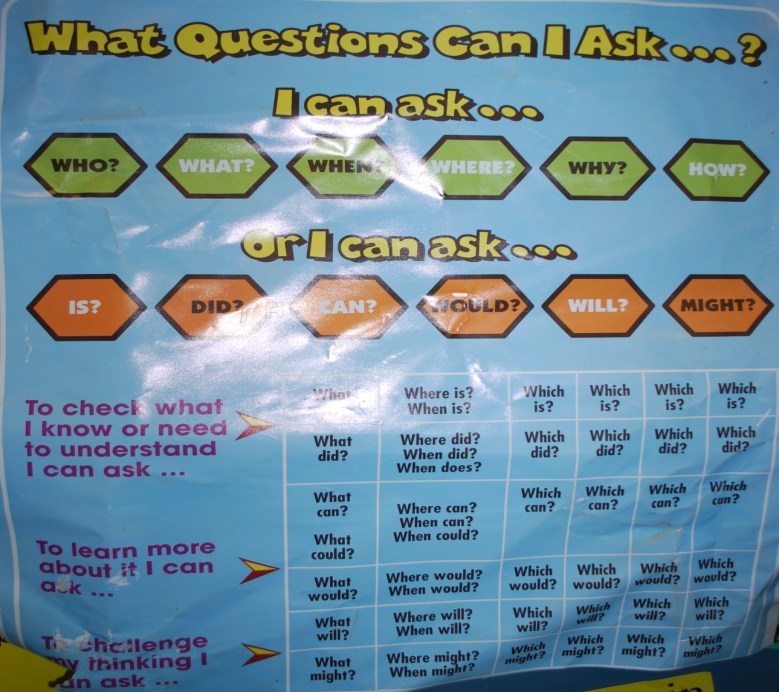 What Questions Can I Ask...?
I can ask...
WHO? WHAT? WHEN? WHERE? WHY? HOW?
Or I can ask...
IS? DID? CAN? WOULD? WILL? MIGHT?
To check what
I know or need
to understand
I can ask ...
To learn more
about it I can
ask ...
To challenge
my thinking I
can ask ...
What
Where is?
When is?
Which is?
Which is?
Which is?
Which is?
What did?
Where did?
When did?
When does?
Which did?
Which did?
Which did?
Which did?
What can?
What could?
Where can?
When can?
When could?
Which can?
Which can?
Which can?
Which can?
What would?
Where would?
When would?
Which would?
Which would?
Which would?
Which would?
What will?
Where will?
When will?
Which will?
Which will?
Which will?
Which will?
What might?
Where might?
When might?
Which might?
Which might?
Which might?
Which might?